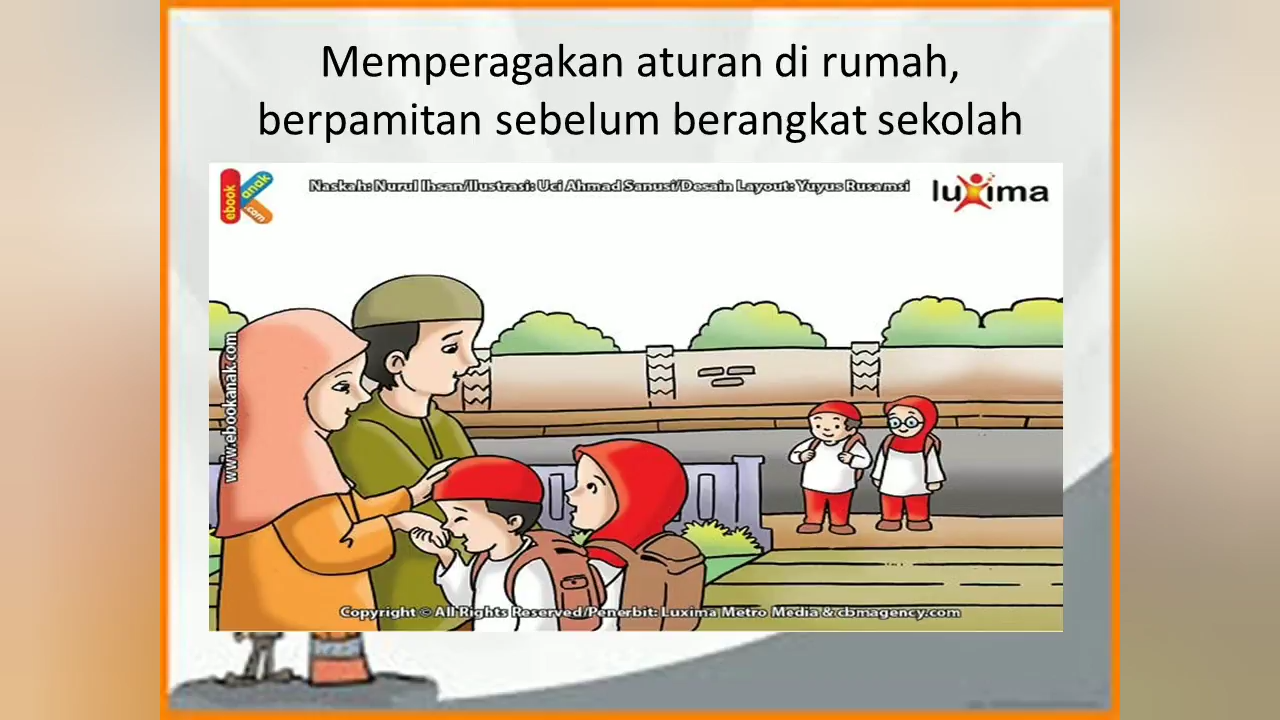 Memperagakan aturan di rumah,
berpamitan sebelum berangkat sekolah
ebook
anak
.com
Naskah: Nurul Ihsan/Ilustrasi: Uci Ahmad Sanusi/Desain Layout: Yuyus Rusamsi
luxima
www.ebookanak.com
Copyright © All Rights Reserved/Penerbit: Luxima Metro Media & cbmagency.com